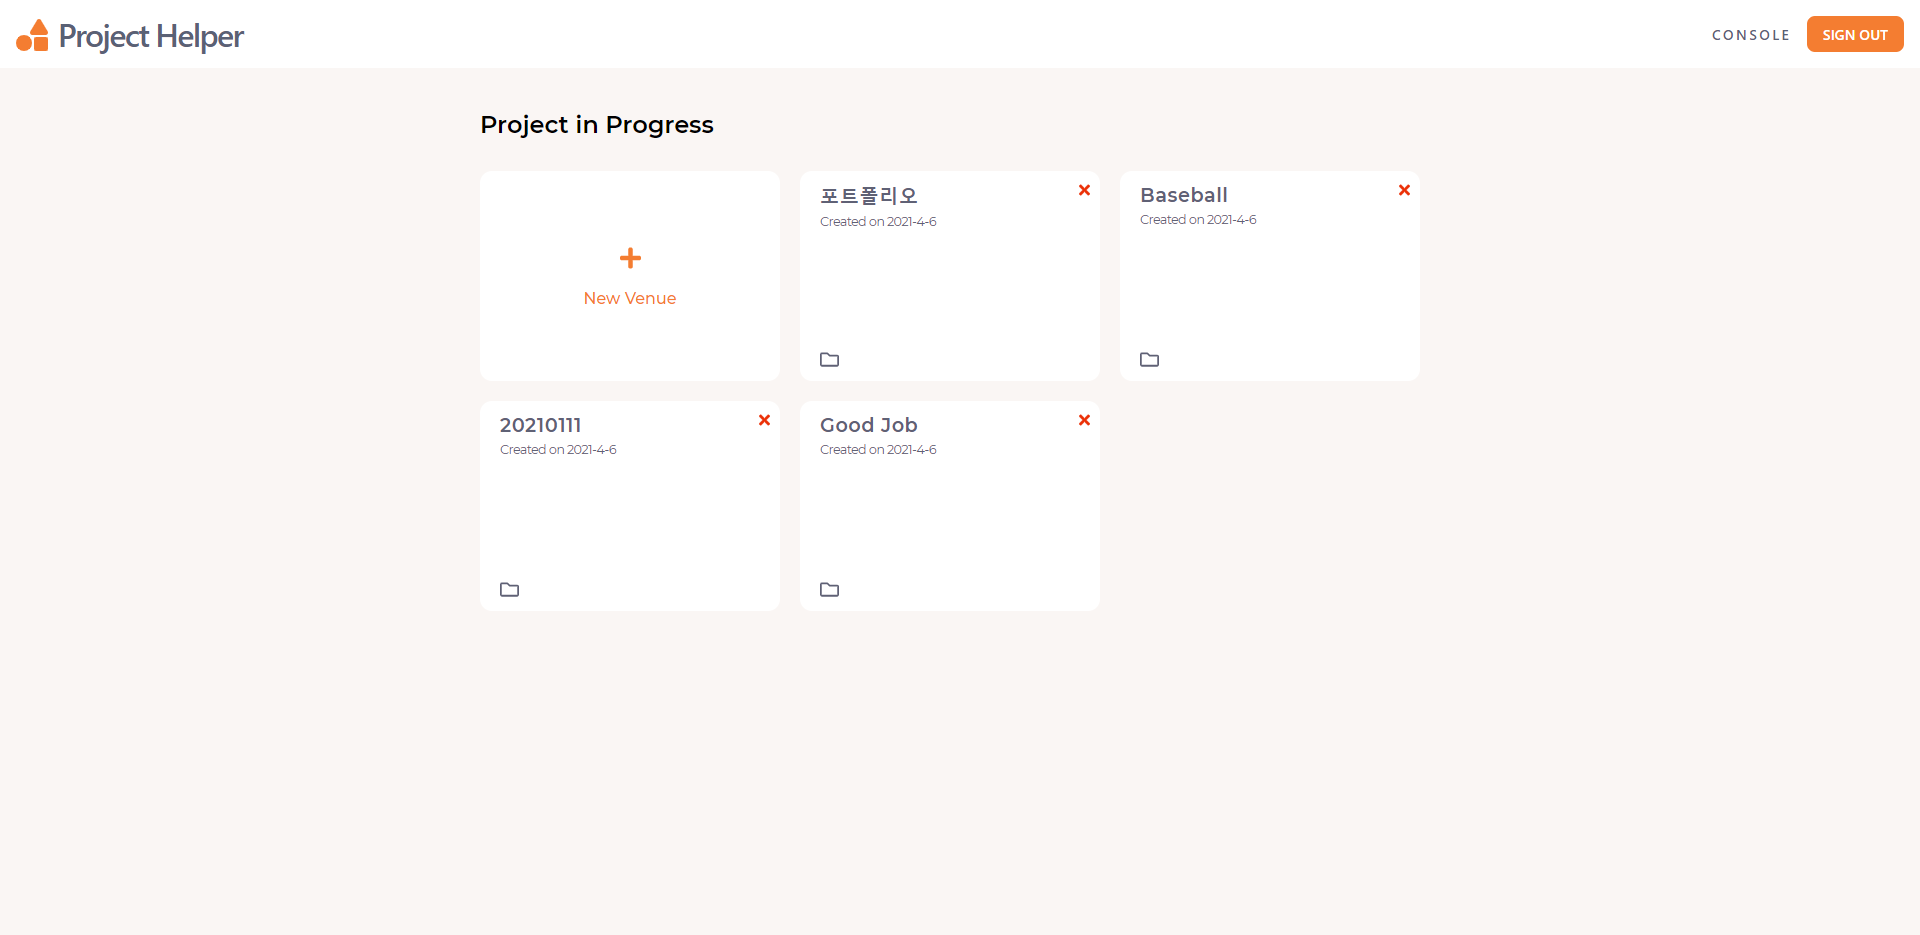 Project Helper
CONSOLE
SIGN OUT
Project in Progress
New Venue
포트폴리오
Created on 2021-4-6
Baseball
Created on 2021-4-6
20210111
Created on 2021-4-6
Good Job
Created on 2021-4-6